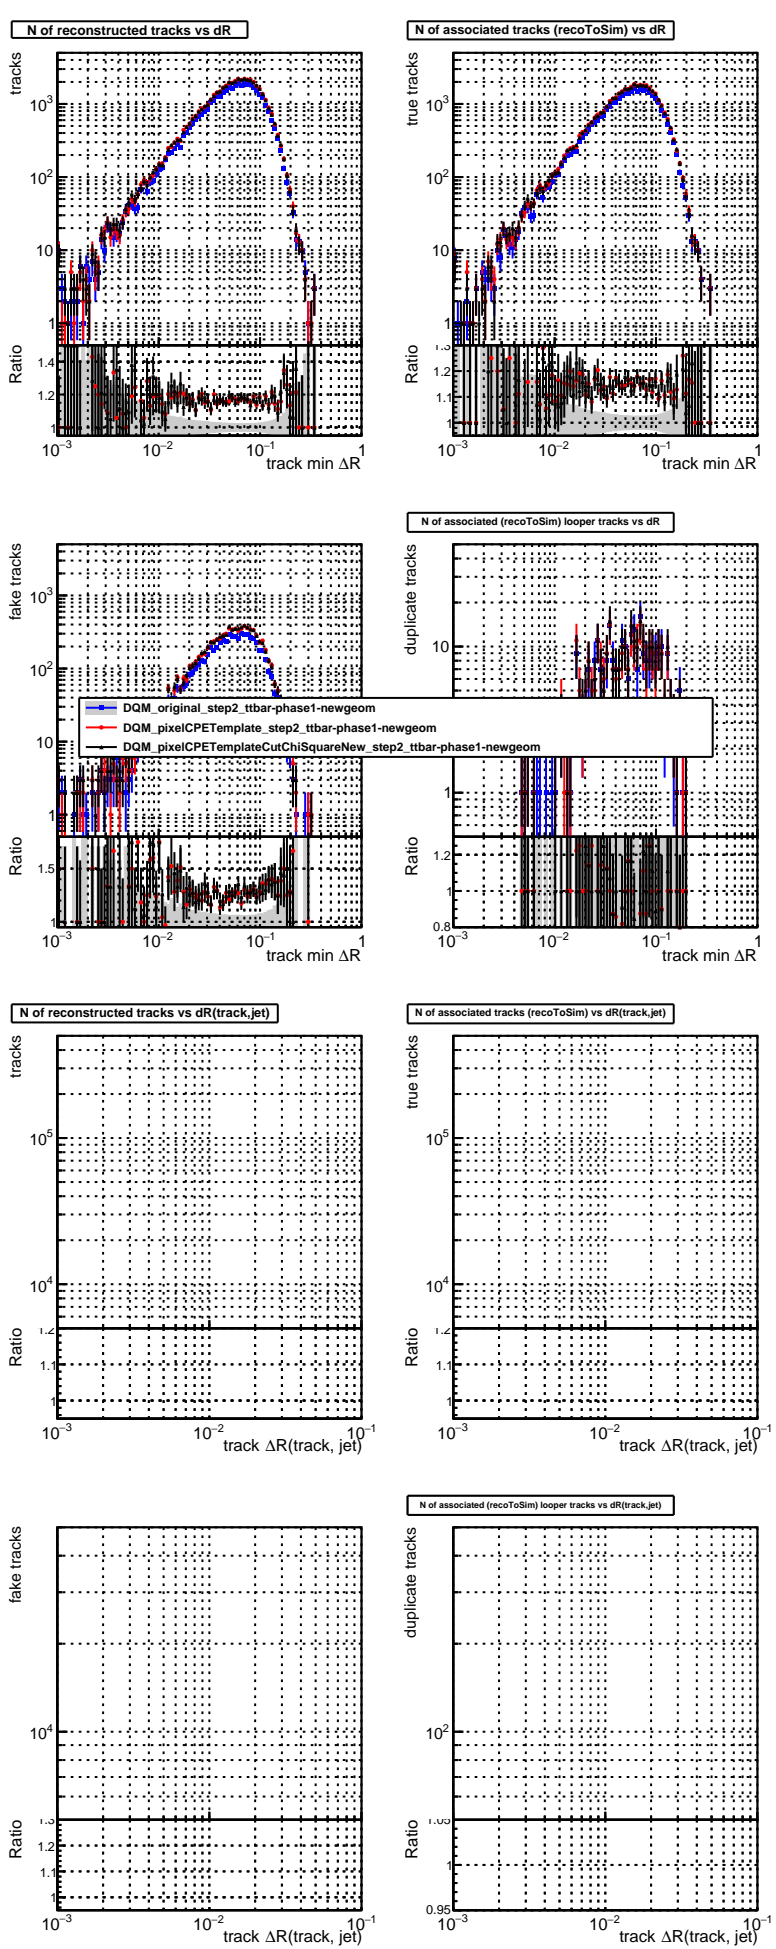 N of reconstructed tracks vs dR
tracks
10³
10²
10
1
Ratio
1.4
1.2
1
10⁻³ 10⁻² 10⁻¹ 1
track min ΔR
N of associated tracks (recoToSim) vs dR
true tracks
10³
10²
10
1
Ratio
1.3
1.2
1.1
1
10⁻³ 10⁻² 10⁻¹ 1
track min ΔR
fake tracks
10³
10²
10
1
Ratio
1.5
1
10⁻³ 10⁻² 10⁻¹ 1
track min ΔR
N of associated (recoToSim) looper tracks vs dR
duplicate tracks
10
1
Ratio
1.2
1
0.8
10⁻³ 10⁻² 10⁻¹ 1
track min ΔR
DQM_original_step2_ttbar-phase1-newgeom
DQM_pixelCPETemplate_step2_ttbar-phase1-newgeom
DQM_pixelCPETemplateCutChiSquareNew_step2_ttbar-phase1-newgeom
N of reconstructed tracks vs dR(track,jet)
tracks
10⁵
10⁴
Ratio
1.2
1.1
1
10⁻³ 10⁻² 10⁻¹
track ΔR(track, jet)
N of associated tracks (recoToSim) vs dR(track,jet)
true tracks
10⁵
10⁴
Ratio
1.2
1.1
1
10⁻³ 10⁻² 10⁻¹
track ΔR(track, jet)
fake tracks
10⁴
Ratio
1.3
1.2
1.1
1
10⁻³ 10⁻² 10⁻¹
track ΔR(track, jet)
N of associated (recoToSim) looper tracks vs dR(track,jet)
duplicate tracks
10²
Ratio
1.05
1
0.95
10⁻³ 10⁻² 10⁻¹
track ΔR(track, jet)